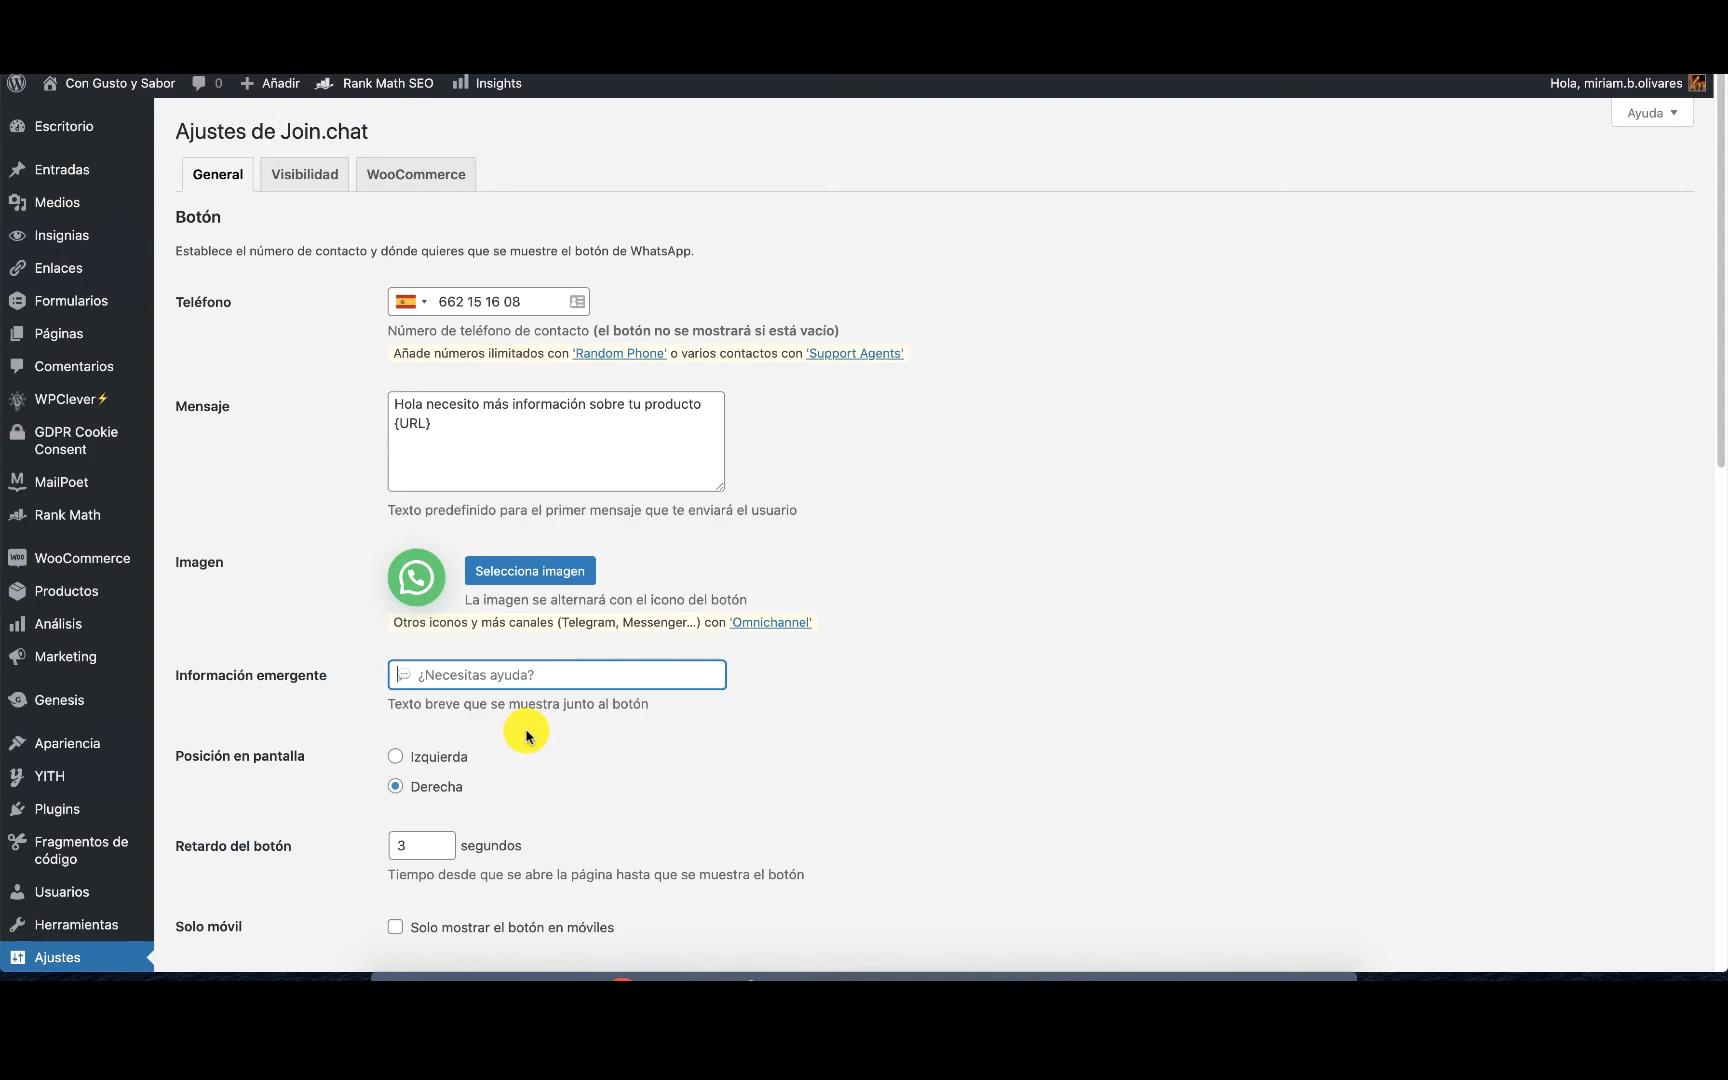 Con Gusto y Sabor 0 Añadir Rank Math SEO Insights Hola, miriam.b.olivares
Ayuda
Escritorio
Entradas
Medios
Insignias
Enlaces
Formularios
Páginas
Comentarios
WPClever⚡
GDPR Cookie
Consent
MailPoet
Rank Math
WooCommerce
Productos
Análisis
Marketing
Genesis
Apariencia
YITH
Plugins
Fragmentos de
código
Usuarios
Herramientas
Ajustes
Ajustes de Join.chat
General Visibilidad WooCommerce
Botón
Establece el número de contacto y dónde quieres que se muestre el botón de WhatsApp.
Teléfono 662 15 16 08
Número de teléfono de contacto (el botón no se mostrará si está vacío)
Añade números ilimitados con 'Random Phone' o varios contactos con 'Support Agents'
Mensaje Hola necesito más información sobre tu producto
{URL}
Texto predefinido para el primer mensaje que te enviará el usuario
Imagen Selecciona imagen
La imagen se alternará con el icono del botón
Otros iconos y más canales (Telegram, Messenger...) con 'Omnichannel'
Información emergente 💬 ¿Necesitas ayuda?
Texto breve que se muestra junto al botón
Posición en pantalla Izquierda
Derecha
Retardo del botón 3 segundos
Tiempo desde que se abre la página hasta que se muestra el botón
Solo móvil Solo mostrar el botón en móviles